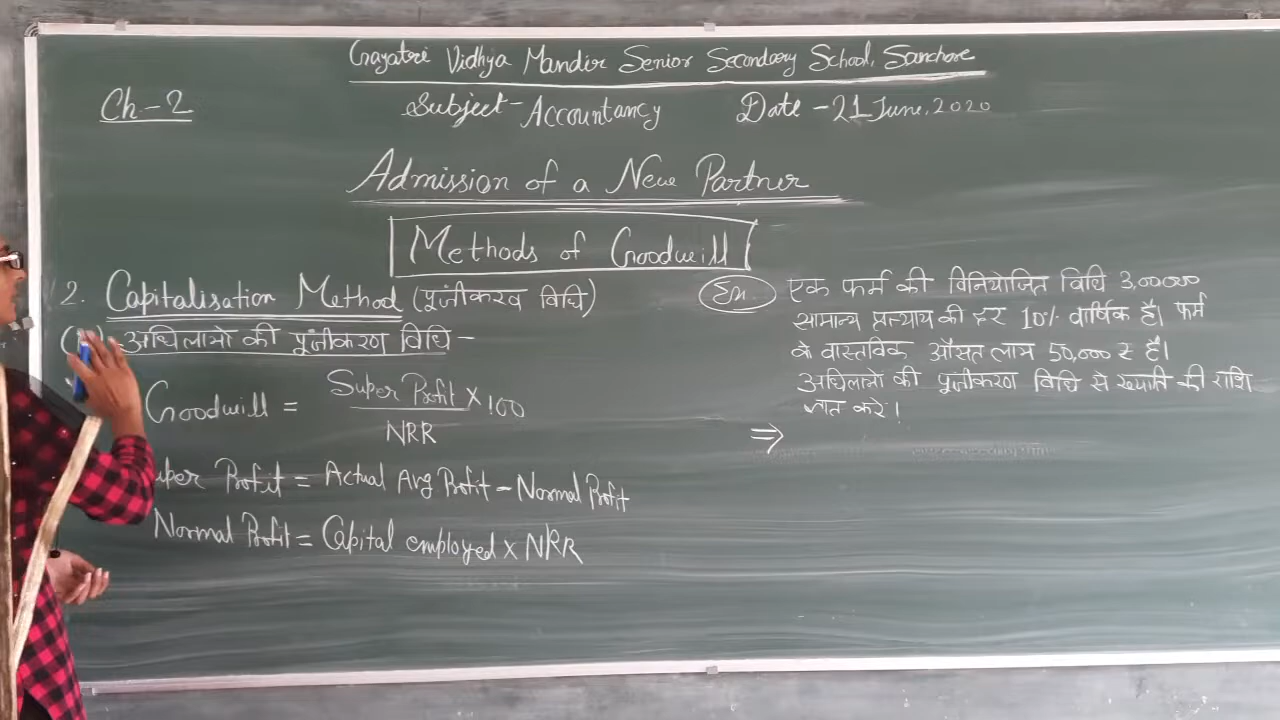 Gayatri Vidhya Mandir Senior Secondary School, Sanchore
Ch-2
Subject-Accountancy
Date -21 June, 2020
Admission of a New Partner
Methods of Goodwill
2. Capitalisation Method (पूंजीकरव विधि)
अधिलाभो की पूंजीकरण विधि-
Goodwill = Super Profit × 100
NRR
Profit = Actual Avg Profit - Normal Profit
Normal Profit = Capital employed × NRR
Ex. एक फर्म की विनियोजित विधि 3,00000
सामान्य प्रत्याय की दर 10% वार्षिक है। फर्म
के वास्तविक औसत लाभ 50,000 ₹ है।
अधिलाभो की पूंजीकरण विधि से ख्याति की राशि
ज्ञात करे।
⇒